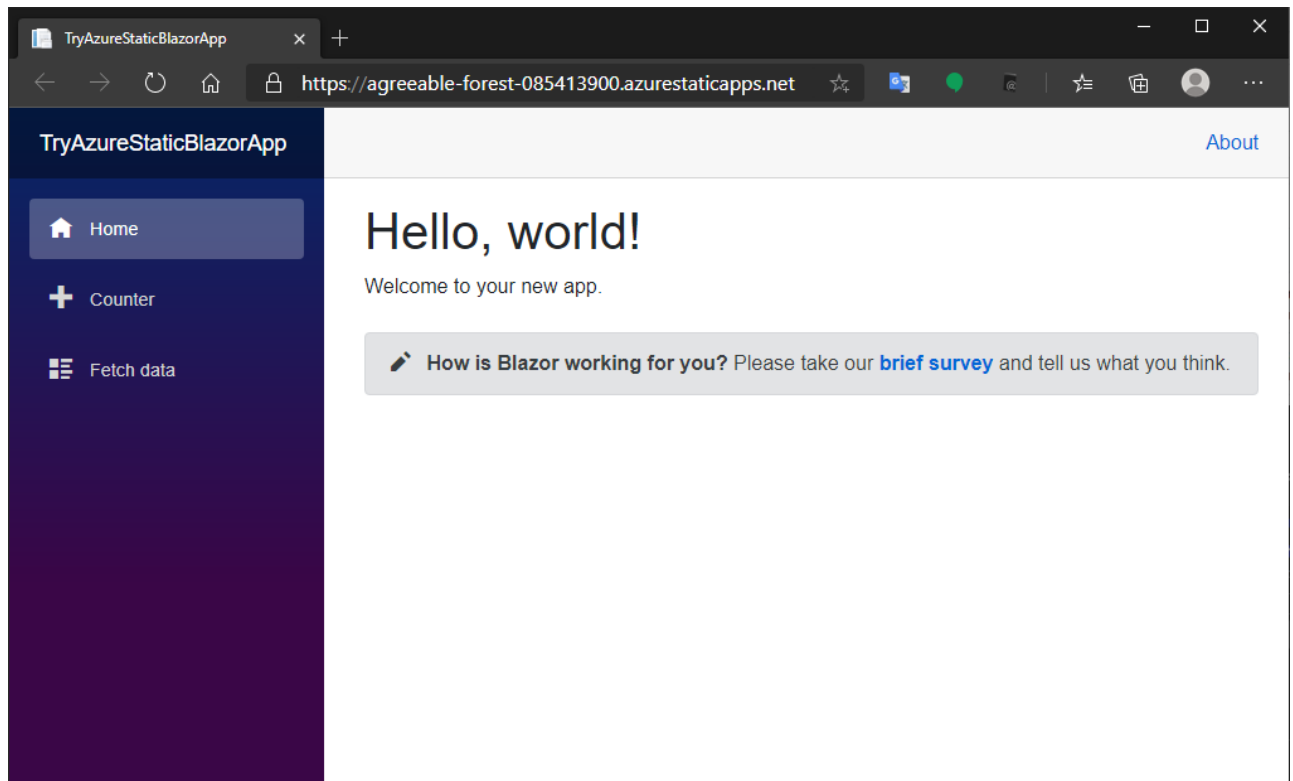 TryAzureStaticBlazorApp
https://agreeable-forest-085413900.azurestaticapps.net
TryAzureStaticBlazorApp
About
Home
Counter
Fetch data
Hello, world!
Welcome to your new app.
How is Blazor working for you? Please take our brief survey and tell us what you think.